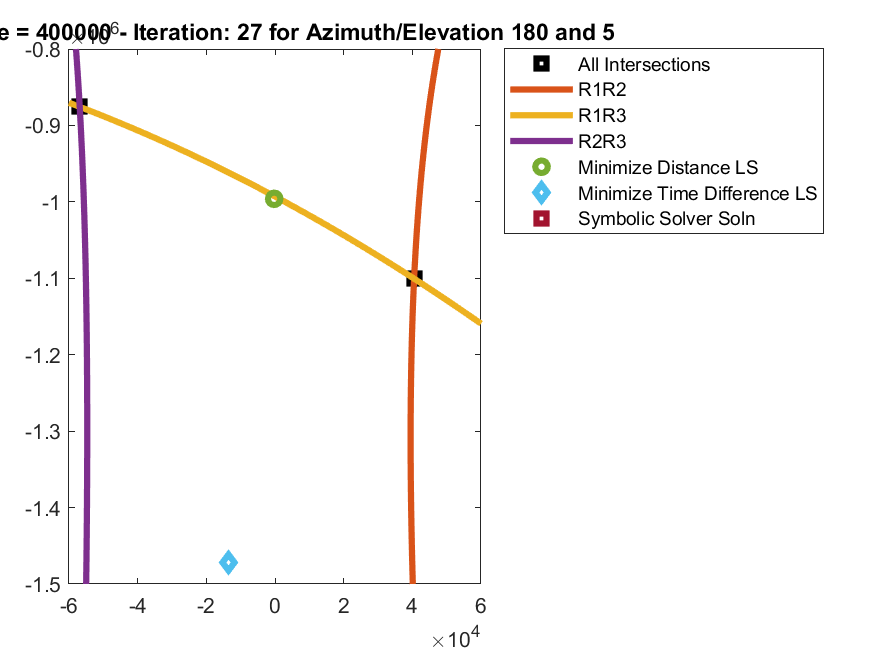 e = 400000 - Iteration: 27 for Azimuth/Elevation 180 and 5
×10^6
-0.8
-0.9
-1
-1.1
-1.2
-1.3
-1.4
-1.5
-6 -4 -2 0 2 4 6
×10^4
All Intersections
R1R2
R1R3
R2R3
Minimize Distance LS
Minimize Time Difference LS
Symbolic Solver Soln